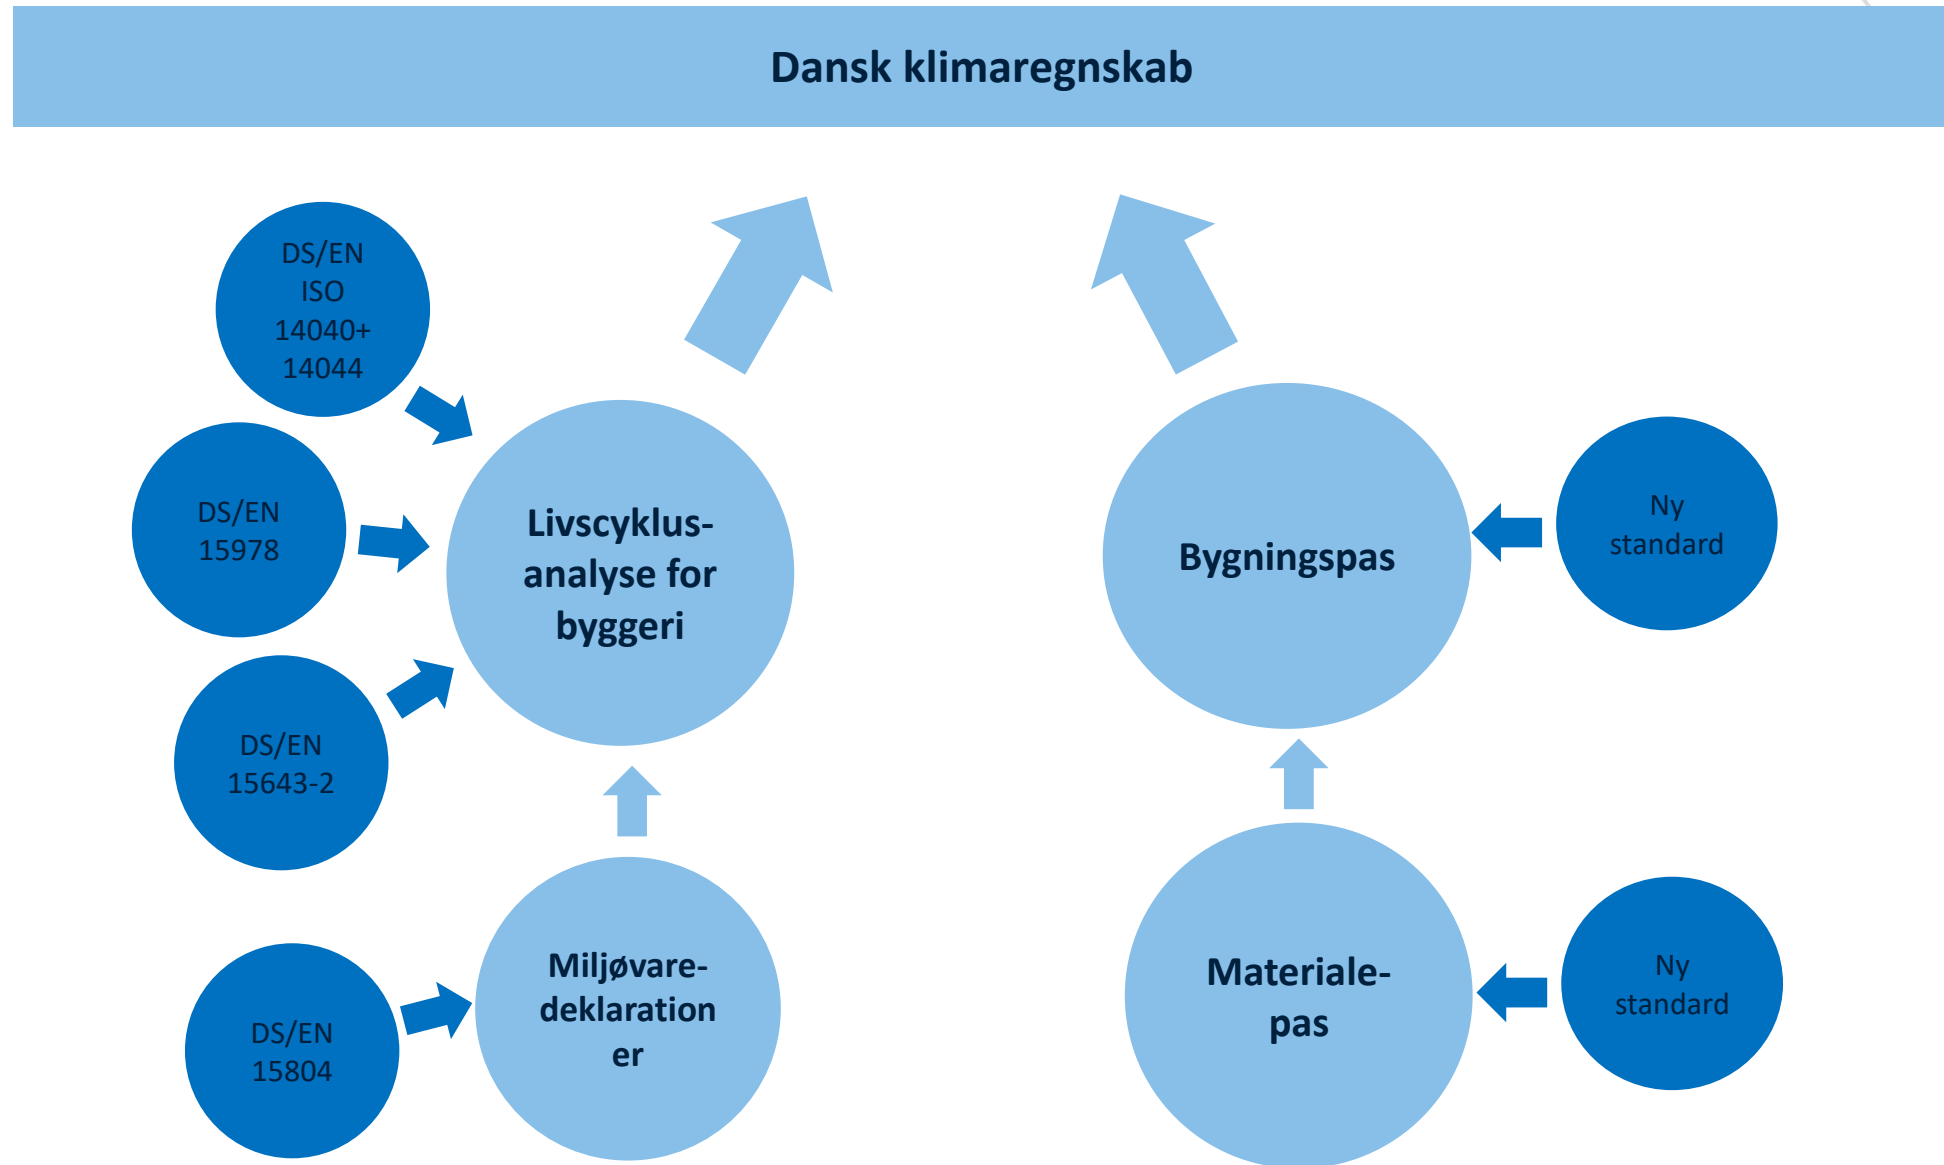 Dansk klimaregnskab
DS/EN
ISO
14040+
14044
DS/EN
15978
DS/EN
15643-2
DS/EN
15804
Livscyklus-
analyse for
byggeri
Miljøvare-
deklaration
er
Bygningspas
Materiale-
pas
Ny
standard
Ny
standard